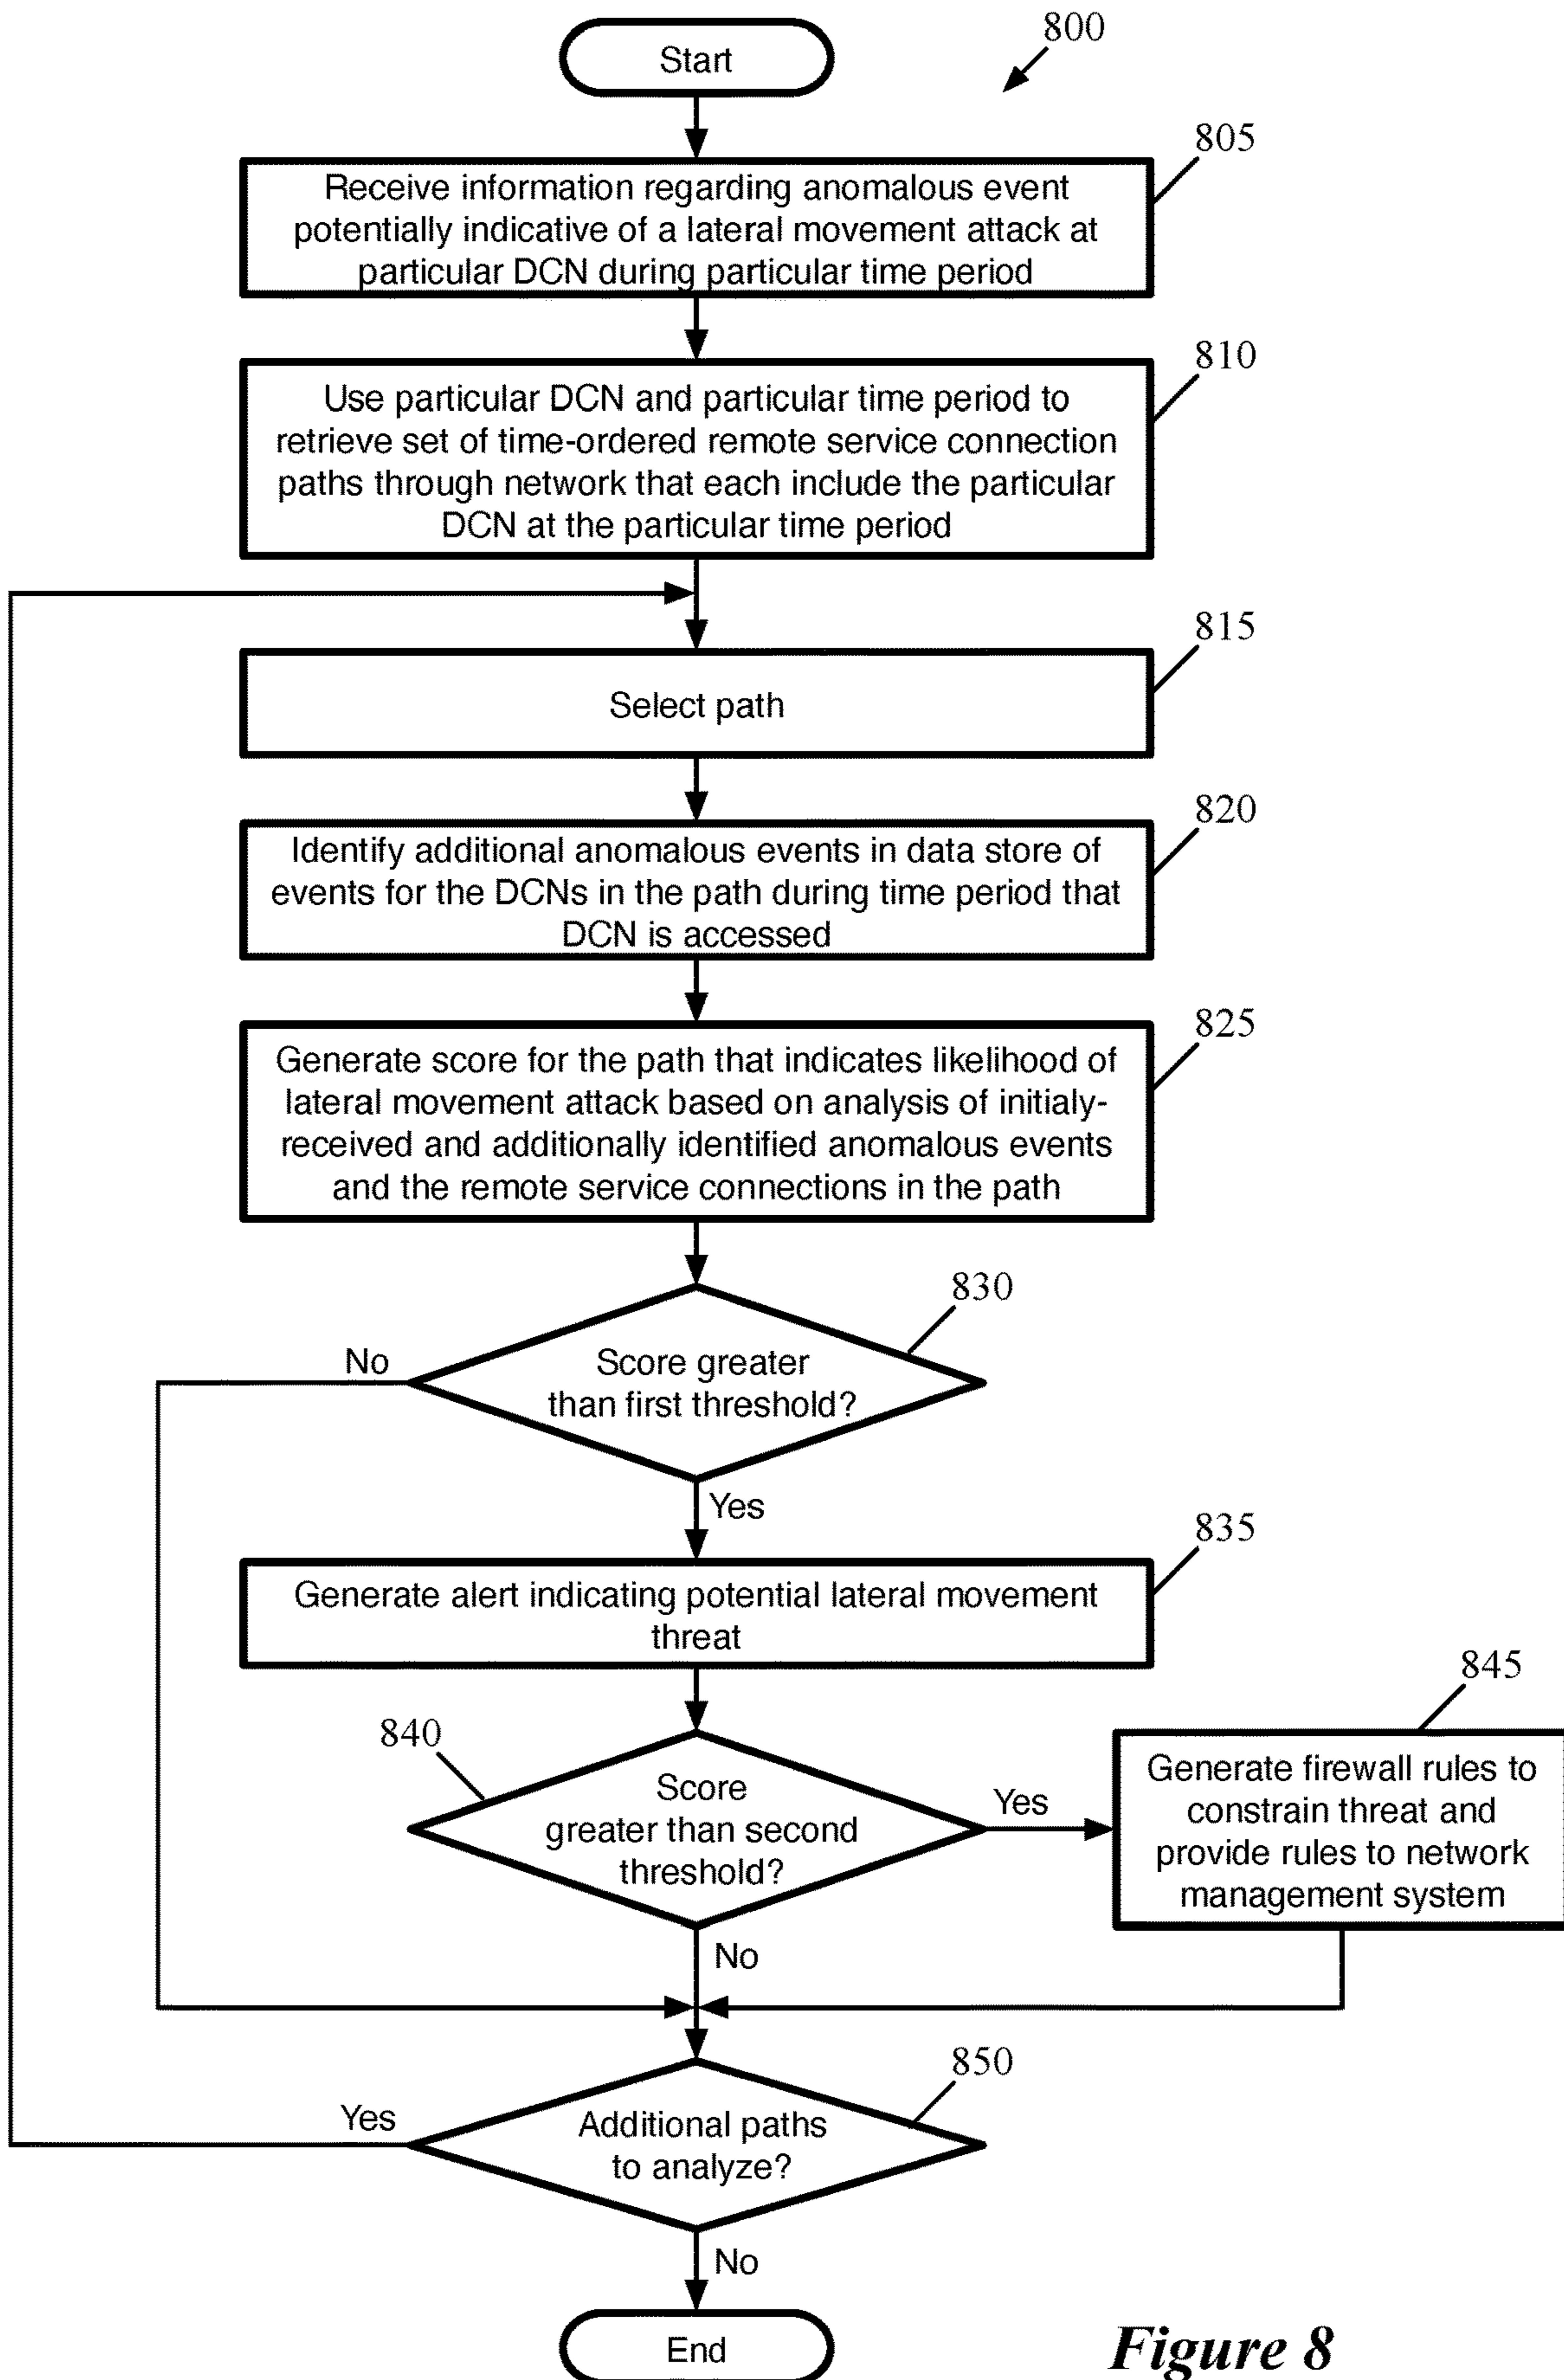 Start
800
805
Receive information regarding anomalous event
potentially indicative of a lateral movement attack at
particular DCN during particular time period
810
Use particular DCN and particular time period to
retrieve set of time-ordered remote service connection
paths through network that each include the particular
DCN at the particular time period
815
Select path
820
Identify additional anomalous events in data store of
events for the DCNs in the path during time period that
DCN is accessed
825
Generate score for the path that indicates likelihood of
lateral movement attack based on analysis of initialy-
received and additionally identified anomalous events
and the remote service connections in the path
830
Score greater
than first threshold?
No
Yes
835
Generate alert indicating potential lateral movement
threat
840
Score
greater than second
threshold?
Yes
845
Generate firewall rules to
constrain threat and
provide rules to network
management system
No
850
Additional paths
to analyze?
Yes
No
End
Figure 8